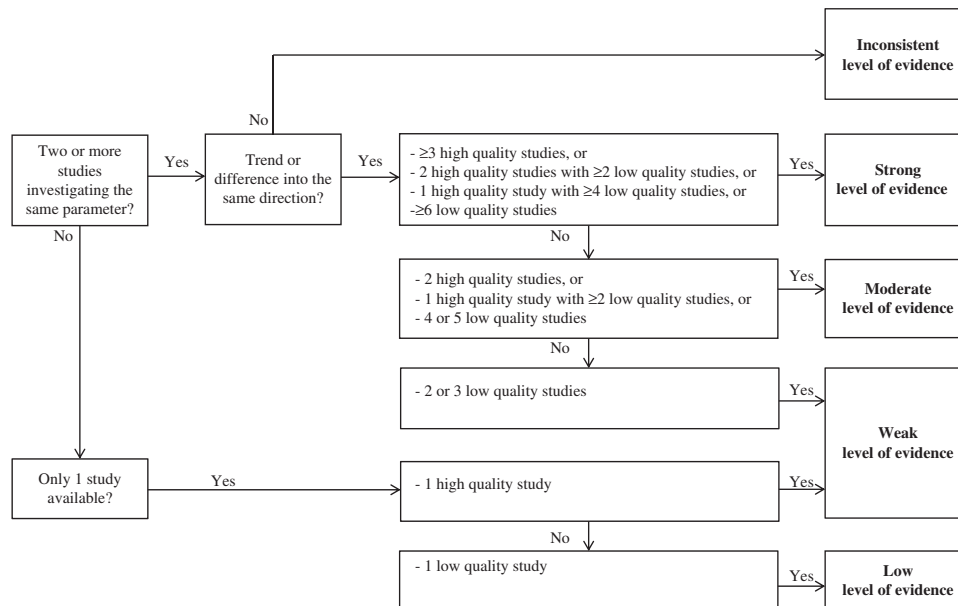 Inconsistent
level of evidence
No
Two or more
studies
investigating the
same parameter?
Yes
Trend or
difference into the
same direction?
Yes
- ≥3 high quality studies, or
- 2 high quality studies with ≥2 low quality studies, or
- 1 high quality study with ≥4 low quality studies, or
-≥6 low quality studies
Yes
Strong
level of evidence
No
No
- 2 high quality studies, or
- 1 high quality study with ≥2 low quality studies, or
- 4 or 5 low quality studies
Yes
Moderate
level of evidence
No
- 2 or 3 low quality studies
Yes
Weak
level of evidence
Only 1 study
available?
Yes
- 1 high quality study
Yes
No
- 1 low quality study
Yes
Low
level of evidence